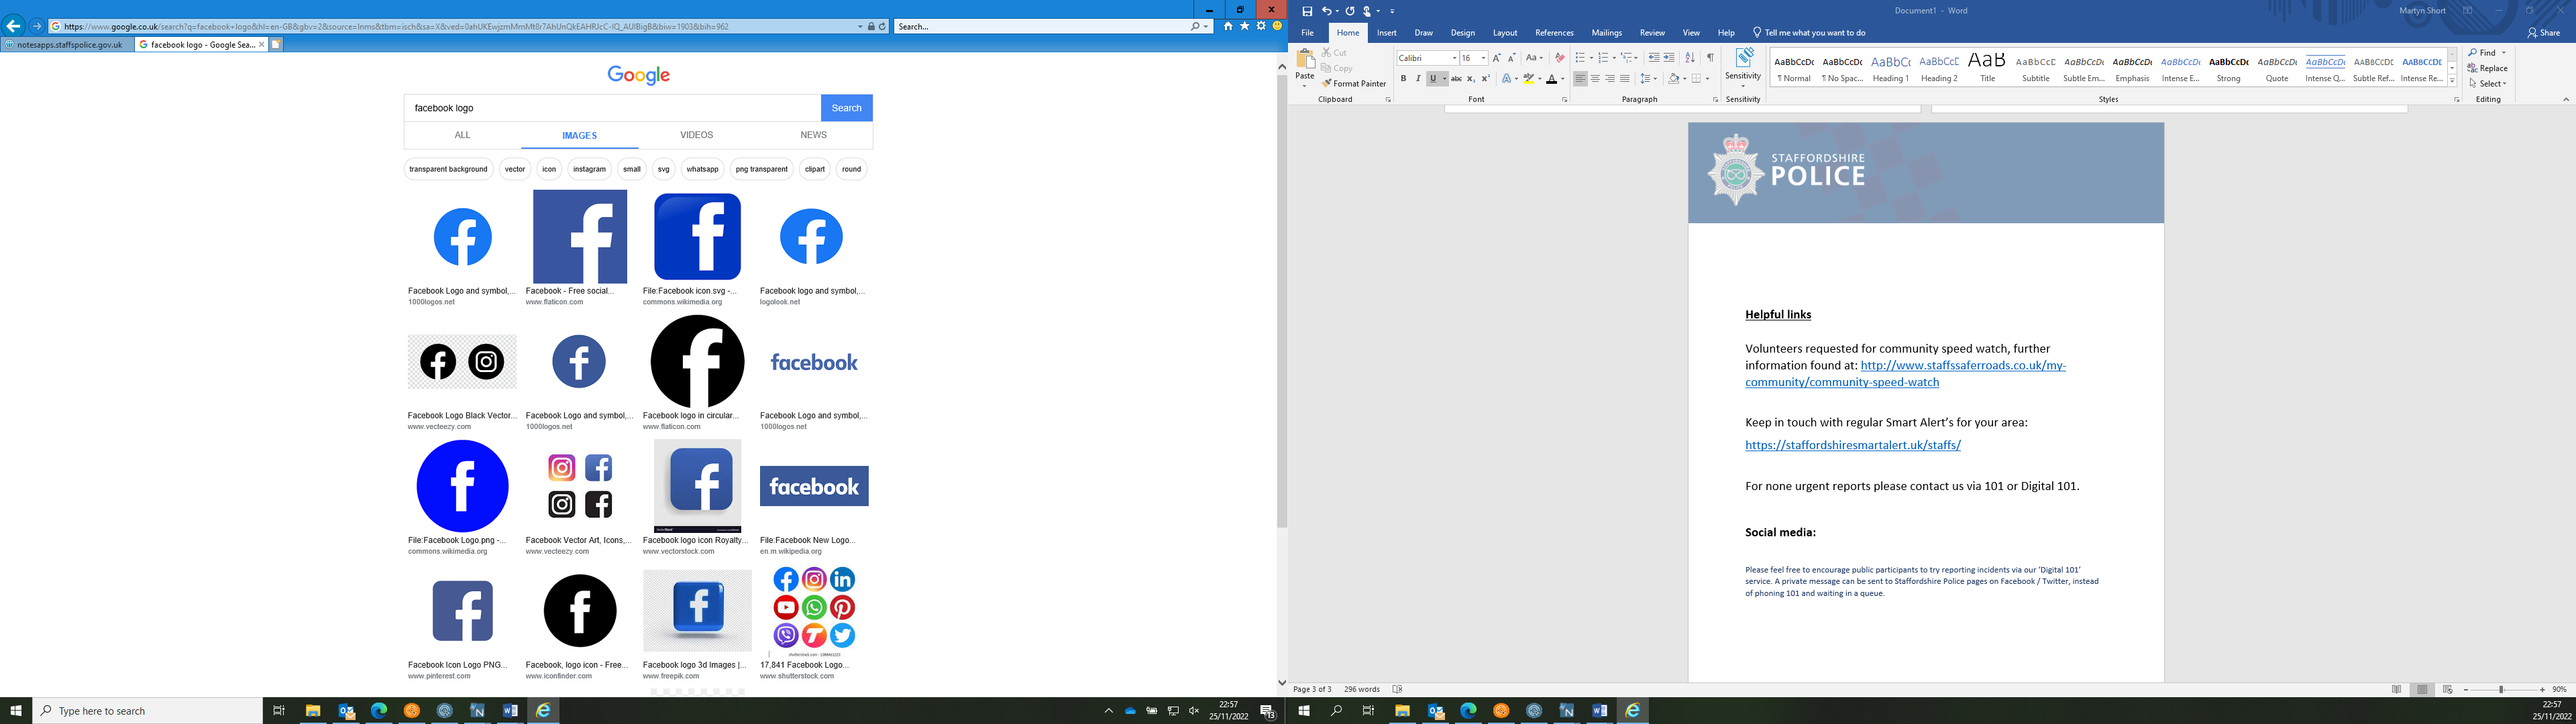 https://www.google.co.uk/search?q=facebook+logo&hl=en-GB&gbv=2&source=lnms&tbm=isch&sa=X&ved=0ahUKEwjzmMmMt8r7AhUnQkEAHRJcC-IQ_AUIBigB&biw=1903&bih=962
Search...
notesapps.staffspolice.gov.uk
facebook logo - Google Sea...
Google
facebook logo
Search
ALL IMAGES VIDEOS NEWS
transparent background vector icon instagram small svg whatsapp png transparent clipart round
Facebook Logo and symbol,... Facebook - Free social... File:Facebook icon.svg -... Facebook logo and symbol,...
1000logos.net www.flaticon.com commons.wikimedia.org logolook.net
facebook
Facebook Logo Black Vector... Facebook Logo and symbol,... Facebook logo in circular... Facebook Logo and symbol,...
www.vecteezy.com 1000logos.net www.flaticon.com 1000logos.net
facebook
File:Facebook Logo.png -... Facebook Vector Art, Icons,... Facebook logo icon Royalty... File:Facebook New Logo...
commons.wikimedia.org www.vecteezy.com www.vectorstock.com en.m.wikipedia.org
Facebook Icon Logo PNG... Facebook, logo icon - Free... Facebook logo 3d Images |... 17,841 Facebook Logo...
www.pinterest.com www.iconfinder.com www.freepik.com www.shutterstock.com
Type here to search
22:57
25/11/2022
13
Document1 - Word
Martyn Short
File Home Insert Draw Design Layout References Mailings Review View Help Tell me what you want to do
Share
Paste
Cut
Copy
Format Painter
Clipboard
Calibri 16
Font
Paragraph
Sensitivity
Sensitivity
AaBbCcDc AaBbCcDc AaBbCc AaBbCcD AaB AaBbCcD AaBbCcDc AaBbCcDc AaBbCcDc AaBbCcDc AaBbCcDc AaBbCcDc AABBCCDC AABBCCDC
¶ Normal ¶ No Spac... Heading 1 Heading 2 Title Subtitle Subtle Em... Emphasis Intense E... Strong Quote Intense Q... Subtle Ref... Intense Re...
Styles
Find
Replace
Select
Editing
STAFFORDSHIRE
POLICE
Helpful links
Volunteers requested for community speed watch, further
information found at: http://www.staffssaferroads.co.uk/my-
community/community-speed-watch
Keep in touch with regular Smart Alert's for your area:
https://staffordshiresmartalert.uk/staffs/
For none urgent reports please contact us via 101 or Digital 101.
Social media:
Please feel free to encourage public participants to try reporting incidents via our 'Digital 101'
service. A private message can be sent to Staffordshire Police pages on Facebook / Twitter, instead
of phoning 101 and waiting in a queue.
Page 3 of 3 296 words
90%
22:57
25/11/2022